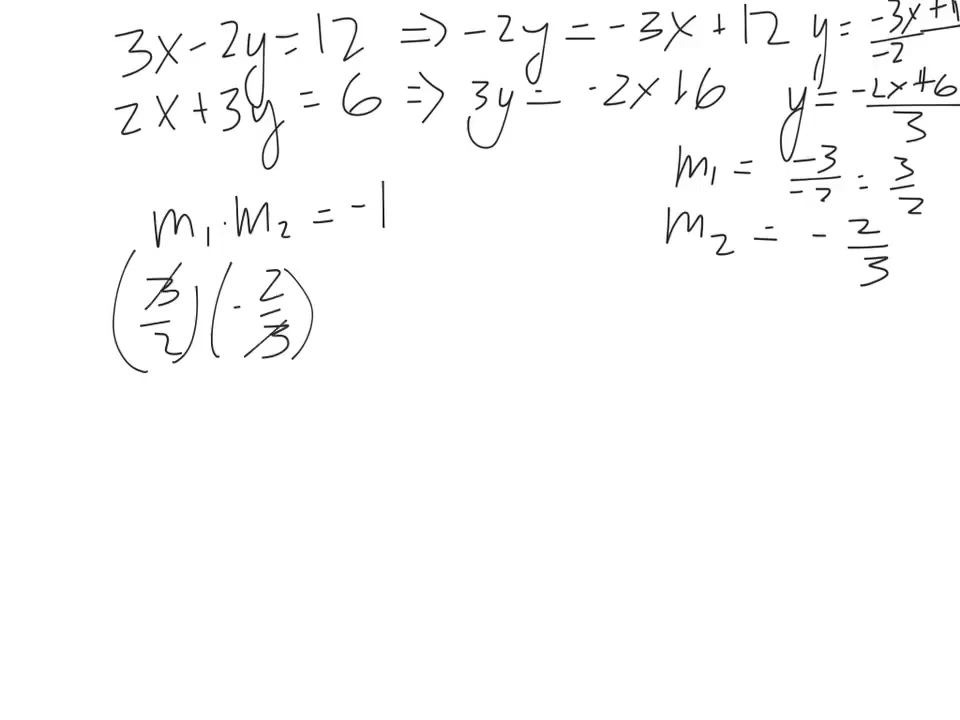 3x - 2y = 12 ⇒ -2y = -3x + 12 y = (-3x + 1)/(-2)
2x + 3y = 6 ⇒ 3y = -2x + 6 y = (-2x + 6)/3
m₁ = -3/-2 = 3/2
m₁ · m₂ = -1
m₂ = -2/3
(3/2)(-2/3)